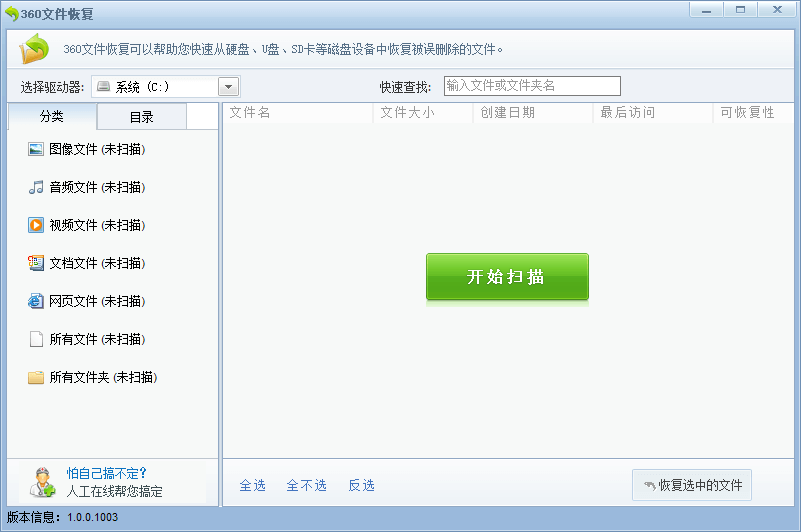 360文件恢复
360文件恢复可以帮助您快速从硬盘、U盘、SD卡等磁盘设备中恢复被误删除的文件。
选择驱动器: 系统 (C:) 快速查找: 输入文件或文件夹名
分类 目录 文件名 文件大小 创建日期 最后访问 可恢复性
图像文件 (未扫描)
音频文件 (未扫描)
视频文件 (未扫描)
文档文件 (未扫描)
网页文件 (未扫描)
所有文件 (未扫描)
所有文件夹 (未扫描)
开始扫描
怕自己搞不定?
人工在线帮您搞定
全选 全不选 反选 恢复选中的文件
版本信息: 1.0.0.1003